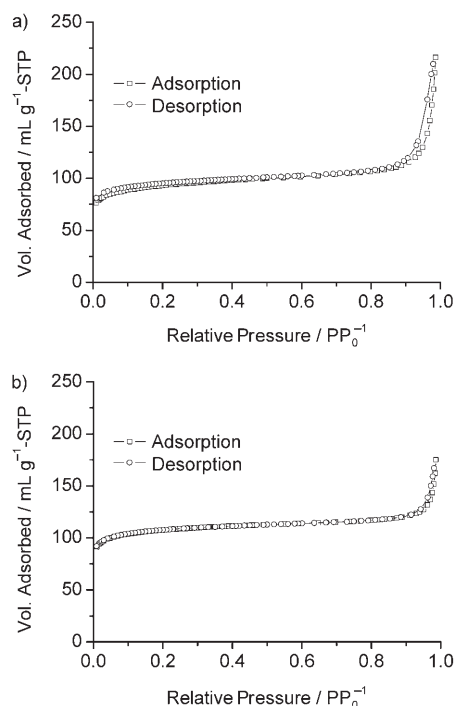 a)
250
200
150
100
50
0
Vol. Adsorbed / mL g⁻¹-STP
Adsorption
Desorption
0.0 0.2 0.4 0.6 0.8 1.0
Relative Pressure / PP₀⁻¹
b)
250
200
150
100
50
0
Vol. Adsorbed / mL g⁻¹-STP
Adsorption
Desorption
0.0 0.2 0.4 0.6 0.8 1.0
Relative Pressure / PP₀⁻¹